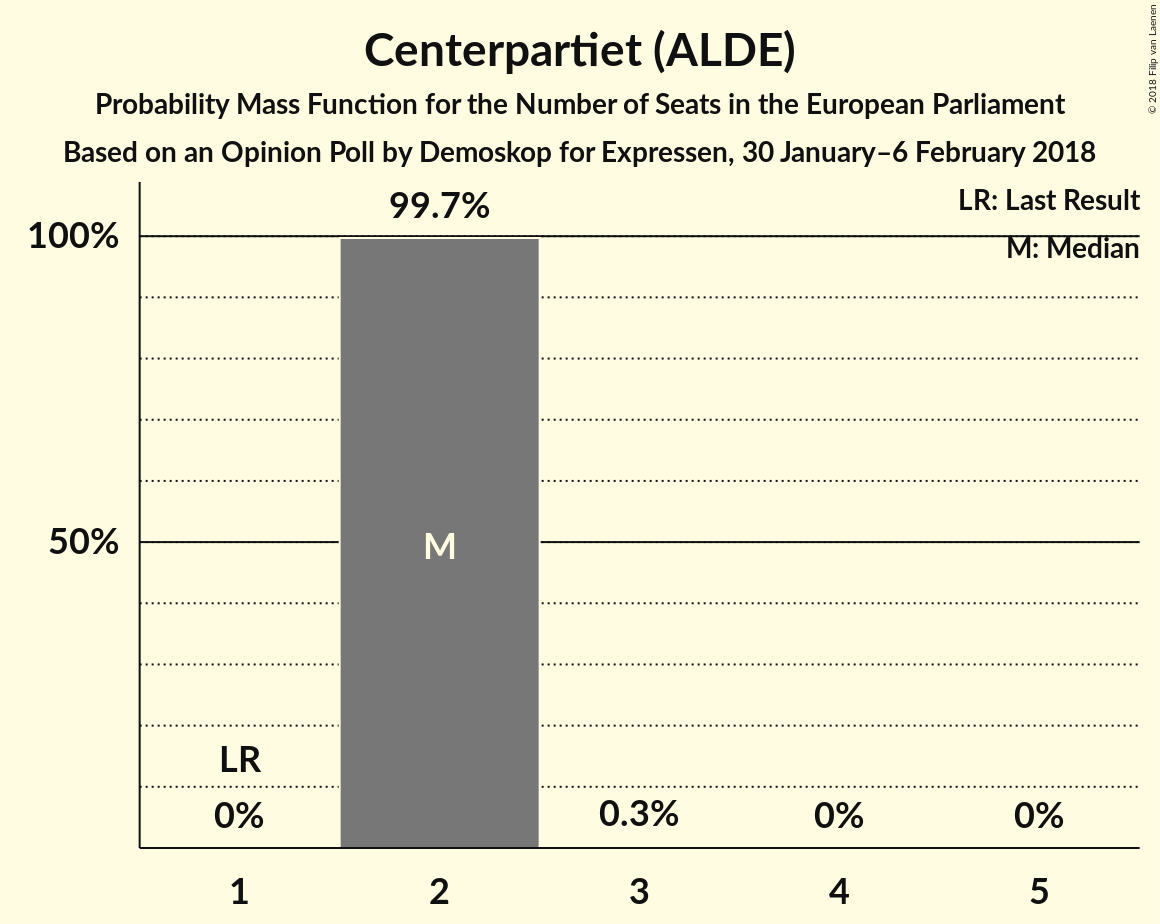 Centerpartiet (ALDE)
Probability Mass Function for the Number of Seats in the European Parliament
Based on an Opinion Poll by Demoskop for Expressen, 30 January–6 February 2018
© 2018 Filip van Laenen
LR: Last Result
M: Median
99.7%
100%
50%
M
LR
0%
0.3%
0%
0%
1
2
3
4
5